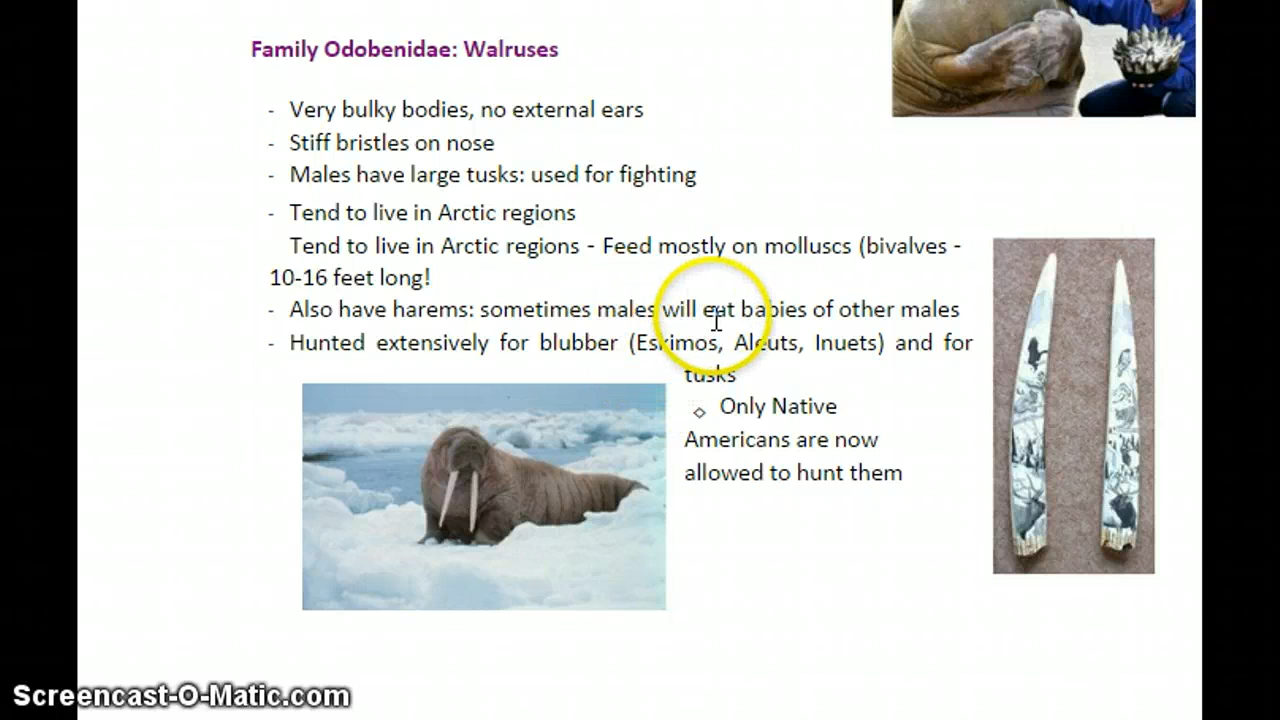 Family Odobenidae: Walruses
- Very bulky bodies, no external ears
- Stiff bristles on nose
- Males have large tusks: used for fighting
- Tend to live in Arctic regions
Tend to live in Arctic regions - Feed mostly on molluscs (bivalves -
10-16 feet long!
- Also have harems: sometimes males will eat babies of other males
- Hunted extensively for blubber (Eskimos, Aleuts, Inuets) and for
tusks
◇ Only Native
Americans are now
allowed to hunt them
Screencast-O-Matic.com